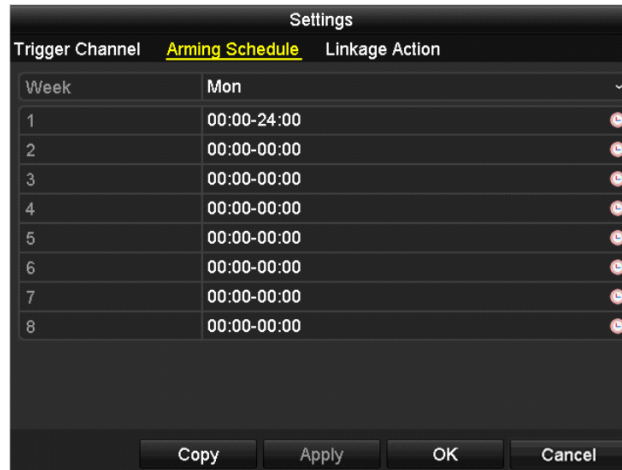 Settings
Trigger Channel Arming Schedule Linkage Action
Week Mon
1 00:00-24:00
2 00:00-00:00
3 00:00-00:00
4 00:00-00:00
5 00:00-00:00
6 00:00-00:00
7 00:00-00:00
8 00:00-00:00
Copy Apply OK Cancel